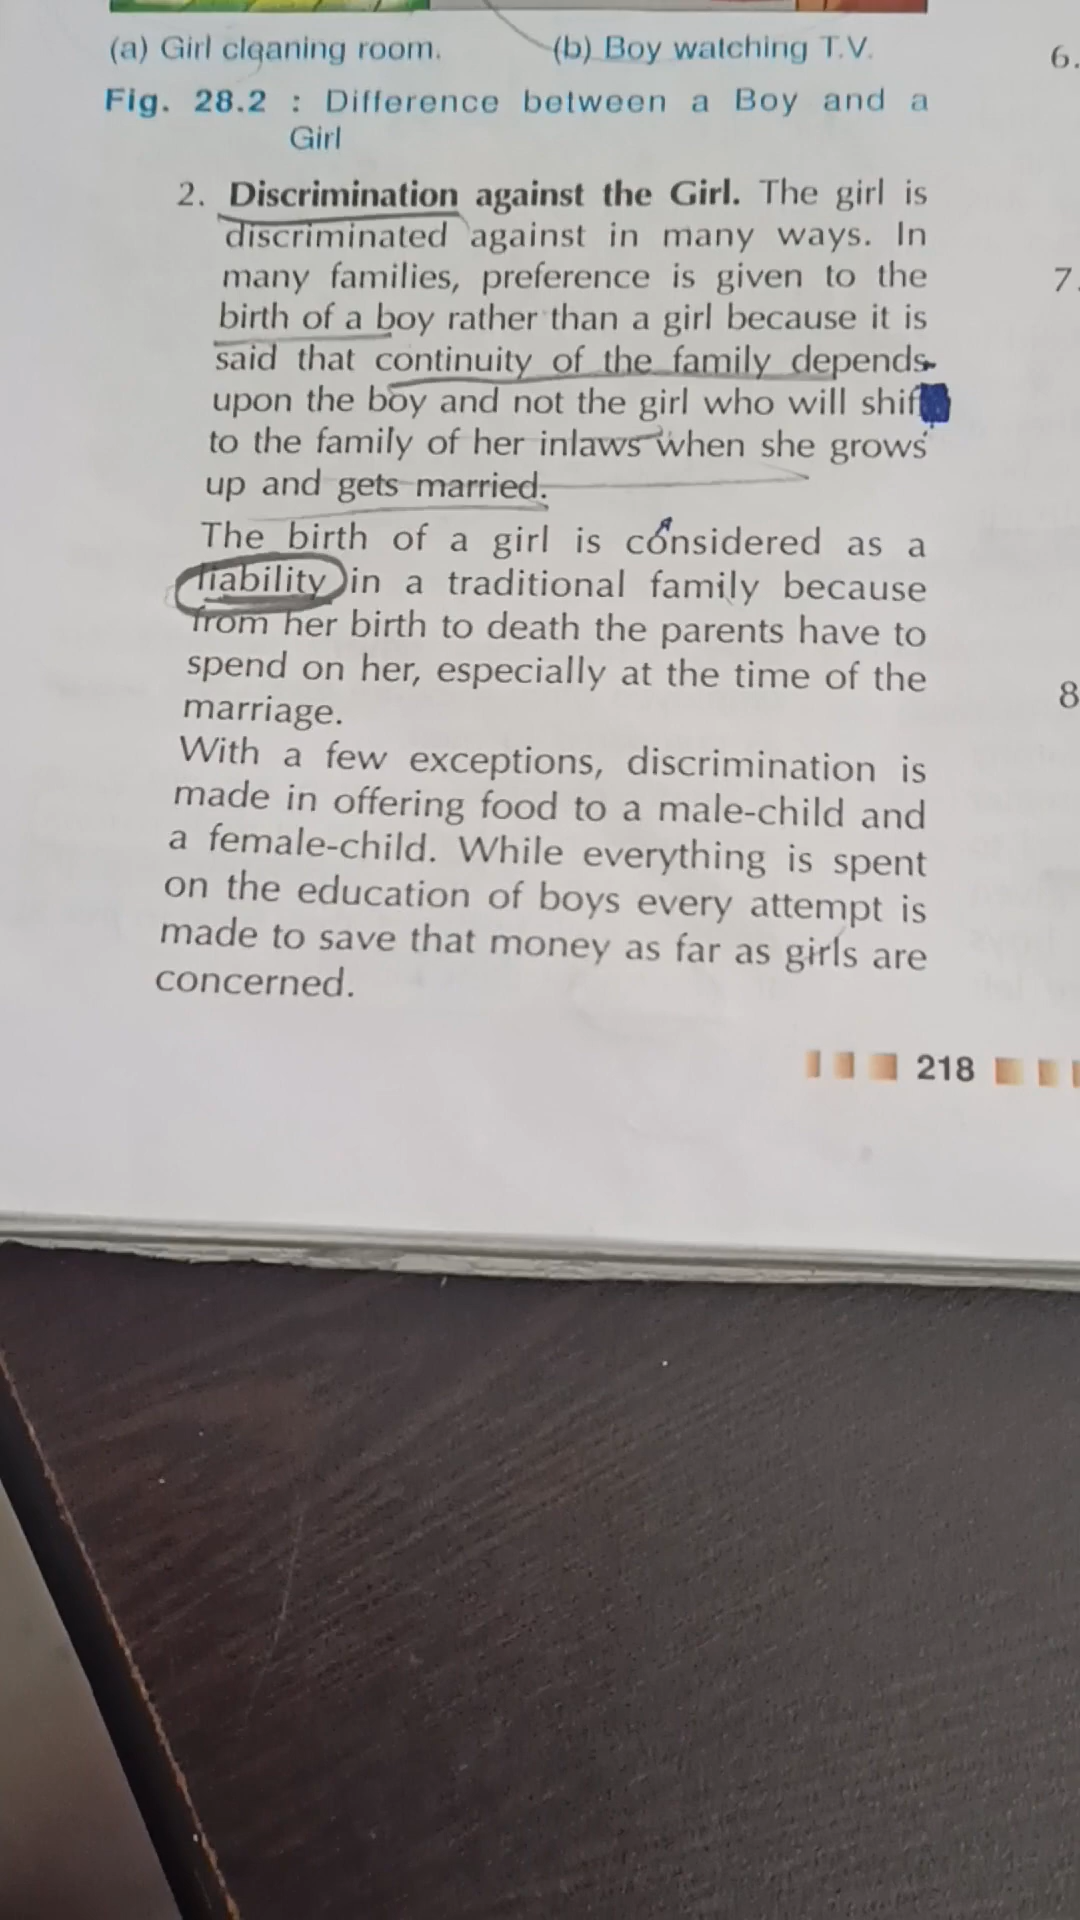 (a) Girl cleaning room.
(b) Boy watching T.V.
Fig. 28.2 : Difference between a Boy and a
Girl
2. Discrimination against the Girl. The girl is
discriminated against in many ways. In
many families, preference is given to the
birth of a boy rather than a girl because it is
said that continuity of the family depends
upon the boy and not the girl who will
to the family of her inlaws when she grows
up and gets married.
The birth of a girl is considered as a
liability in a traditional family because
from her birth to death the parents have to
spend on her, especially at the time of the
marriage.
With a few exceptions, discrimination is
made in offering food to a male-child and
a female-child. While everything is spent
on the education of boys every attempt is
made to save that money as far as girls are
concerned.
218
6.
7.
8